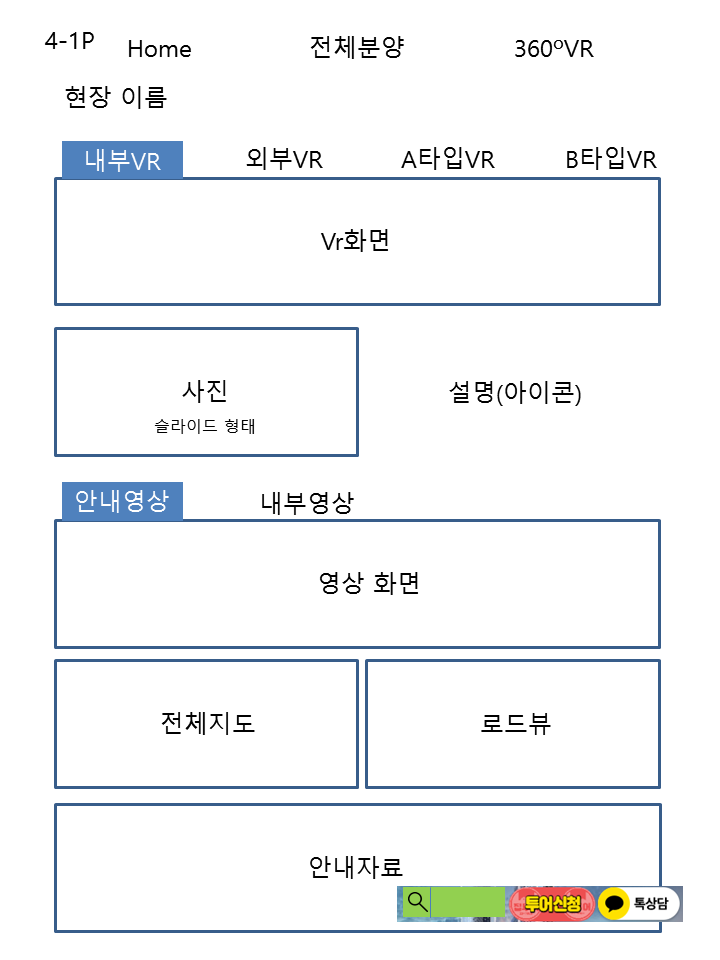 4-1P
Home 전체분양 360°VR
현장 이름
내부VR 외부VR A타입VR B타입VR
Vr화면
사진
슬라이드 형태
설명(아이콘)
안내영상 내부영상
영상 화면
전체지도 로드뷰
안내자료
투어신청 톡상담